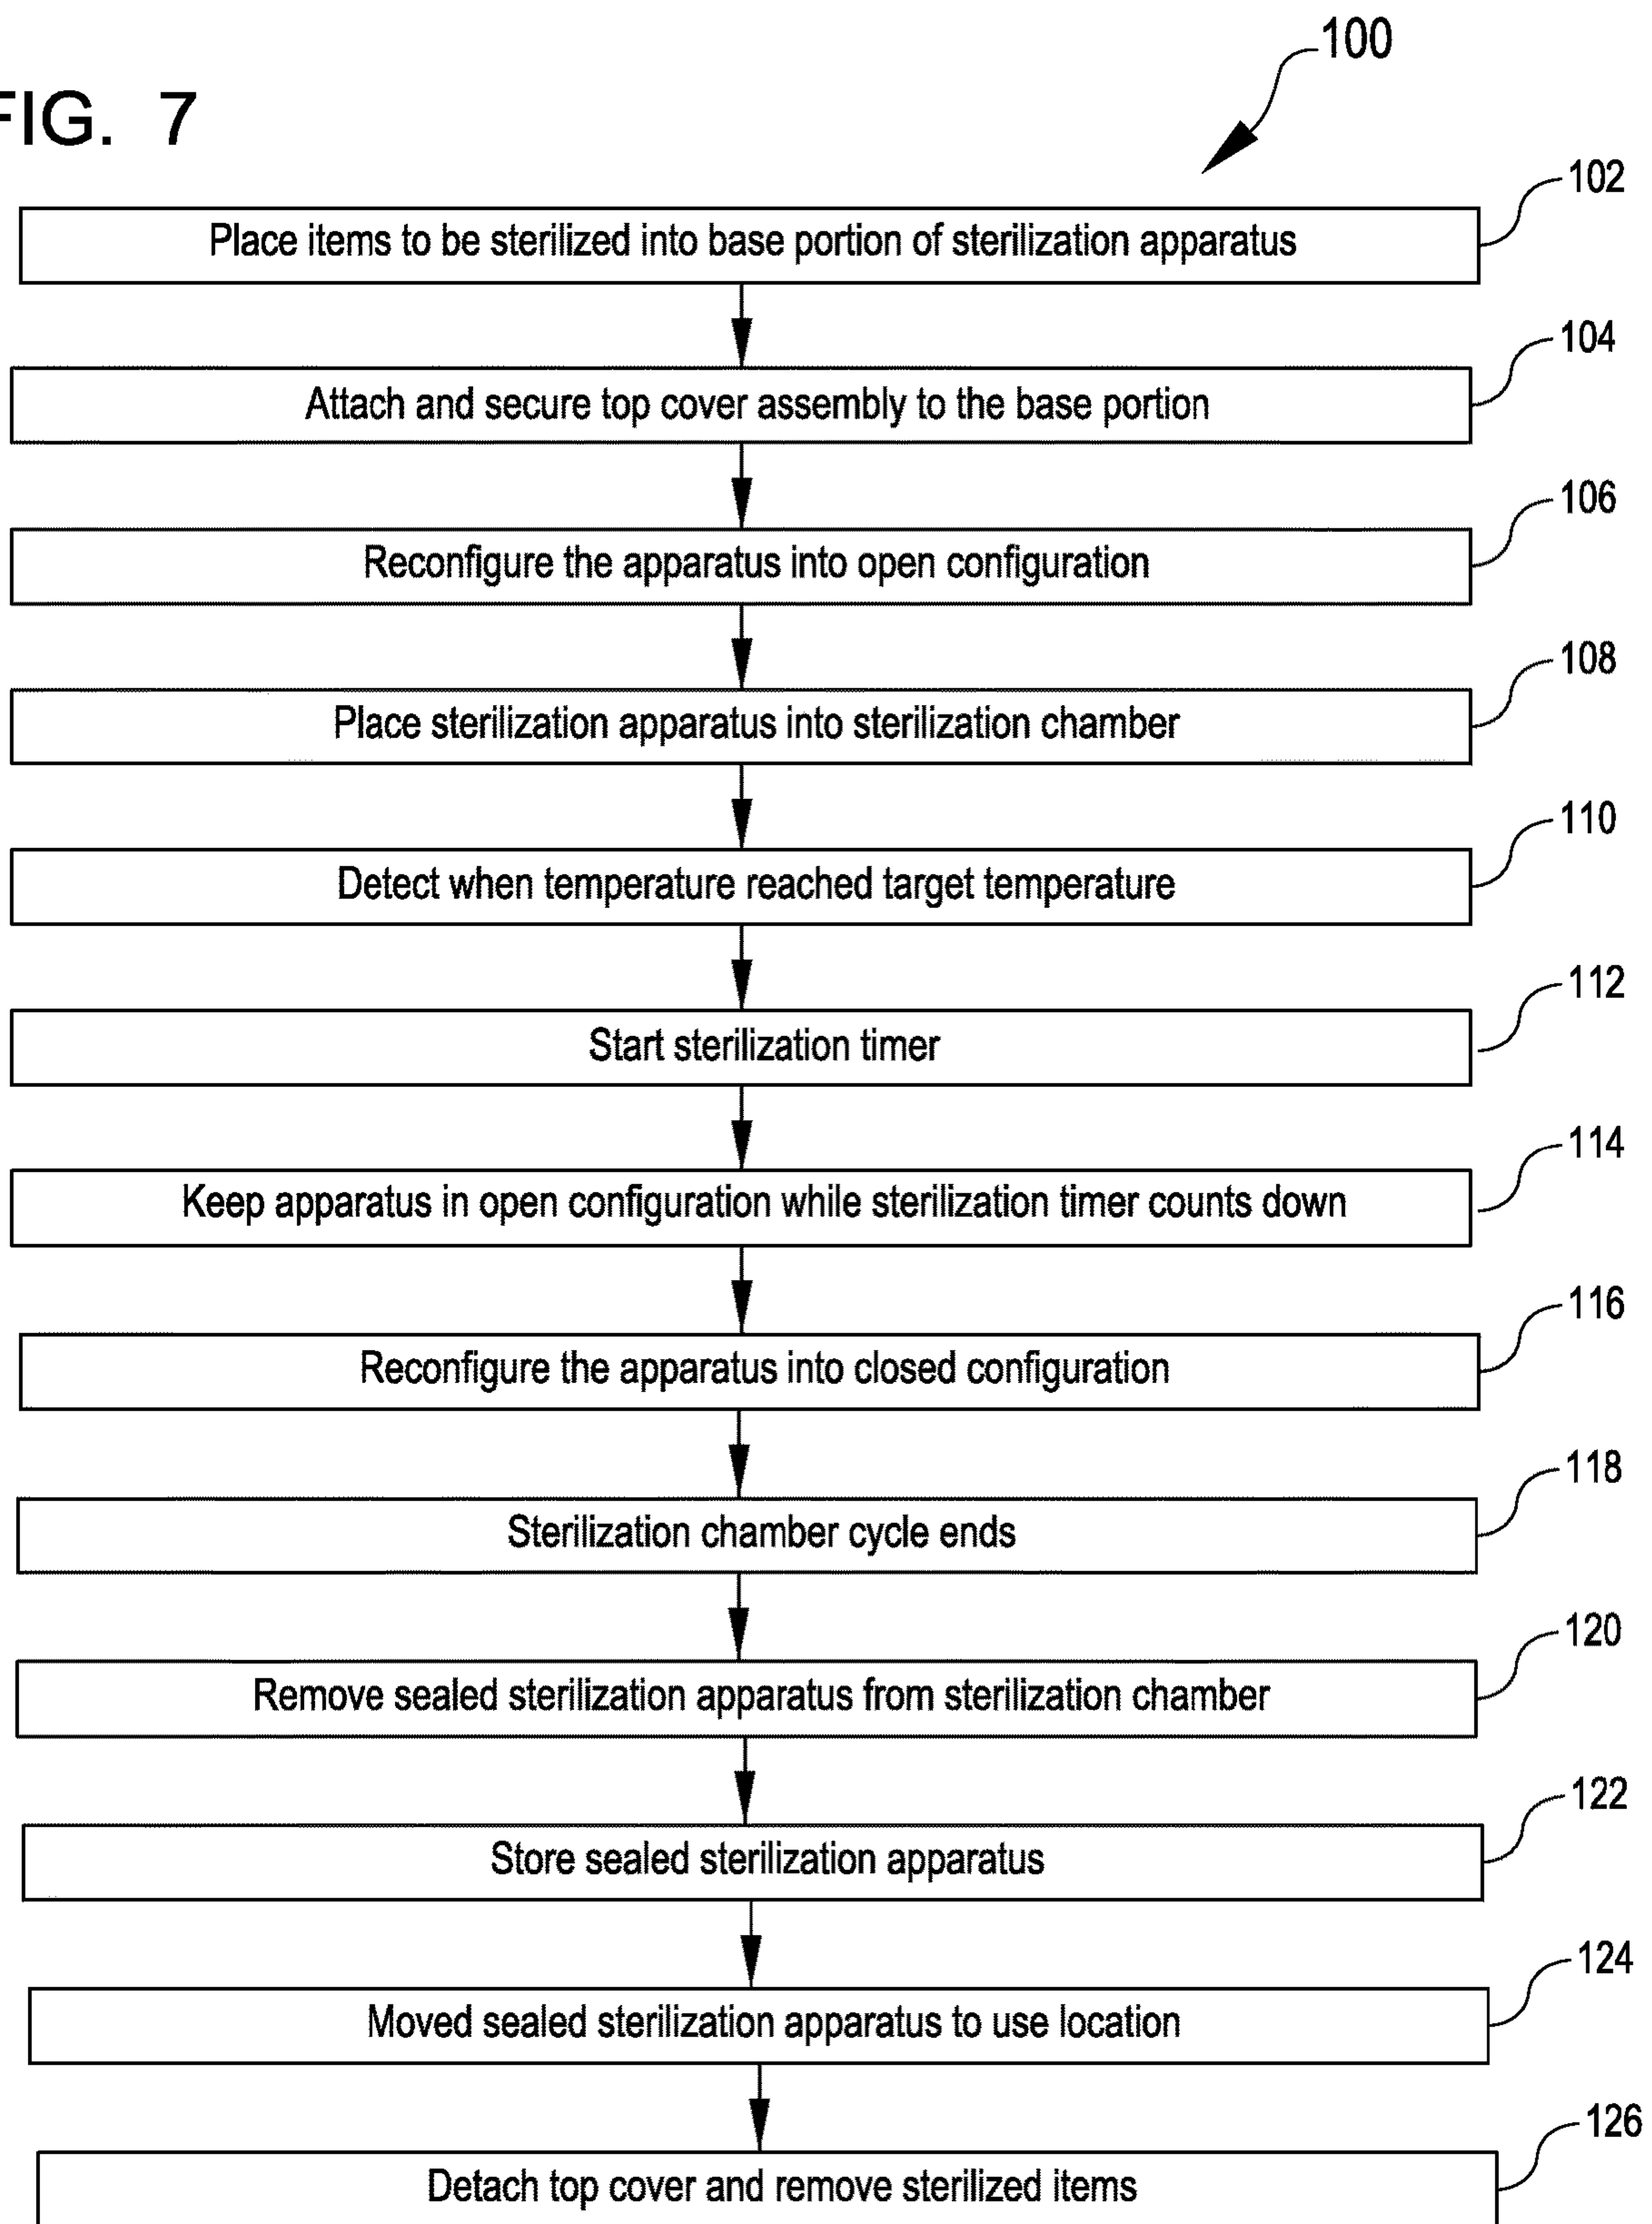 100
FIG. 7
102
Place items to be sterilized into base portion of sterilization apparatus
104
Attach and secure top cover assembly to the base portion
106
Reconfigure the apparatus into open configuration
108
Place sterilization apparatus into sterilization chamber
110
Detect when temperature reached target temperature
112
Start sterilization timer
114
Keep apparatus in open configuration while sterilization timer counts down
116
Reconfigure the apparatus into closed configuration
118
Sterilization chamber cycle ends
120
Remove sealed sterilization apparatus from sterilization chamber
122
Store sealed sterilization apparatus
124
Moved sealed sterilization apparatus to use location
126
Detach top cover and remove sterilized items